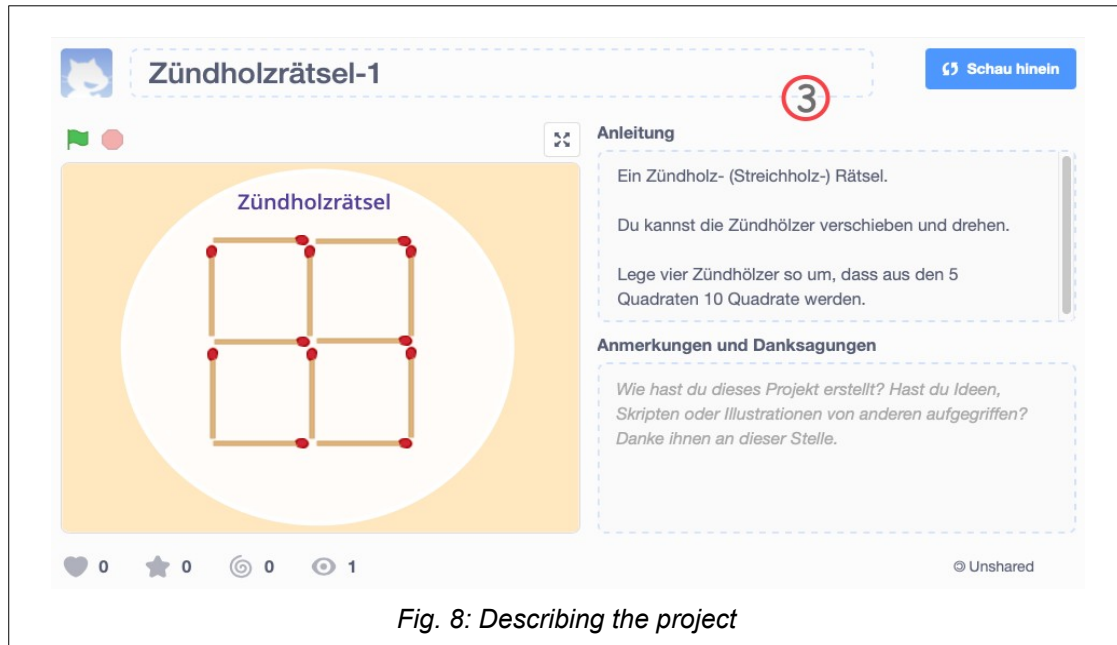 Zündholzrätsel-1
Schau hinein
3
Anleitung
Ein Zündholz- (Streichholz-) Rätsel.
Du kannst die Zündhölzer verschieben und drehen.
Lege vier Zündhölzer so um, dass aus den 5
Quadraten 10 Quadrate werden.
Zündholzrätsel
Anmerkungen und Danksagungen
Wie hast du dieses Projekt erstellt? Hast du Ideen,
Skripten oder Illustrationen von anderen aufgegriffen?
Danke ihnen an dieser Stelle.
0 0 0 1
Unshared
Fig. 8: Describing the project